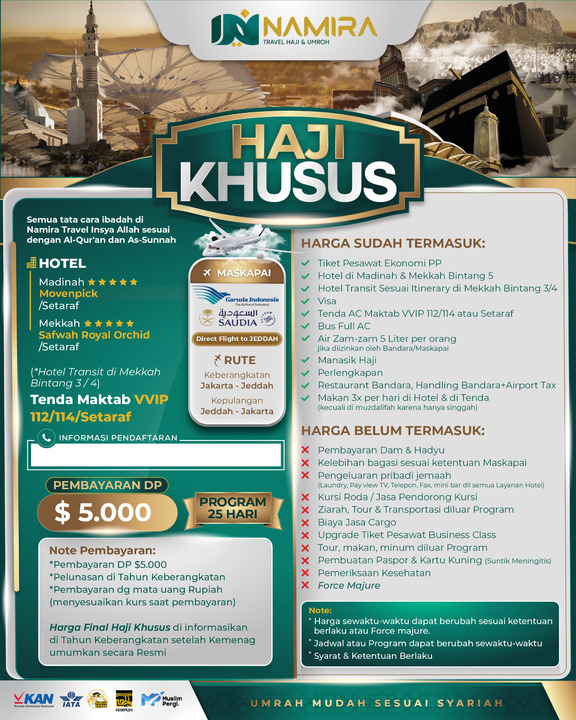 NAMIRA
TRAVEL HAJI & UMROH
HAJI
KHUSUS
Semua tata cara ibadah di
Namira Travel Insya Allah sesuai
dengan Al-Qur'an dan As-Sunnah
HOTEL
Madinah ★★★★★
Movenpick
/Setaraf
Mekkah ★★★★★
Safwah Royal Orchid
/Setaraf
(*Hotel Transit di Mekkah
Bintang 3 / 4)
Tenda Maktab VVIP
112/114/Setaraf
MASKAPAI
Garuda Indonesia
The Airline of Indonesia
السعودية
SAUDIA
Direct Flight to JEDDAH
RUTE
Keberangkatan
Jakarta - Jeddah
Kepulangan
Jeddah - Jakarta
INFORMASI PENDAFTARAN
PEMBAYARAN DP
$ 5.000
PROGRAM
25 HARI
Note Pembayaran:
*Pembayaran DP $5.000
*Pelunasan di Tahun Keberangkatan
*Pembayaran dg mata uang Rupiah
(menyesuaikan kurs saat pembayaran)
Harga Final Haji Khusus di informasikan
di Tahun Keberangkatan setelah Kemenag
umumkan secara Resmi
HARGA SUDAH TERMASUK:
Tiket Pesawat Ekonomi PP
Hotel di Madinah & Mekkah Bintang 5
Hotel Transit Sesuai Itinerary di Mekkah Bintang 3/4
Visa
Tenda AC Maktab VVIP 112/114 atau Setaraf
Bus Full AC
Air Zam-zam 5 Liter per orang
jika diizinkan oleh Bandara/Maskapai
Manasik Haji
Perlengkapan
Restaurant Bandara, Handling Bandara+Airport Tax
Makan 3x per hari di Hotel & di Tenda
(kecuali di muzdalifah karena hanya singgah)
HARGA BELUM TERMASUK:
Pembayaran Dam & Hadyu
Kelebihan bagasi sesuai ketentuan Maskapai
Pengeluaran pribadi jemaah
(Laundry, Pay view TV, Telepon, Fax, mini bar dll semua Layanan Hotel)
Kursi Roda / Jasa Pendorong Kursi
Ziarah, Tour & Transportasi diluar Program
Biaya Jasa Cargo
Upgrade Tiket Pesawat Business Class
Tour, makan, minum diluar Program
Pembuatan Paspor & Kartu Kuning (Suntik Meningitis)
Pemeriksaan Kesehatan
Force Majure
Note:
* Harga sewaktu-waktu dapat berubah sesuai ketentuan
berlaku atau Force majure.
* Jadwal atau Program dapat berubah sewaktu-waktu
* Syarat & Ketentuan Berlaku
KAN
Komite Akreditasi Nasional
IATA
HIMPUH
Muslim
Pergi.
UMRAH MUDAH SESUAI SYARIAH